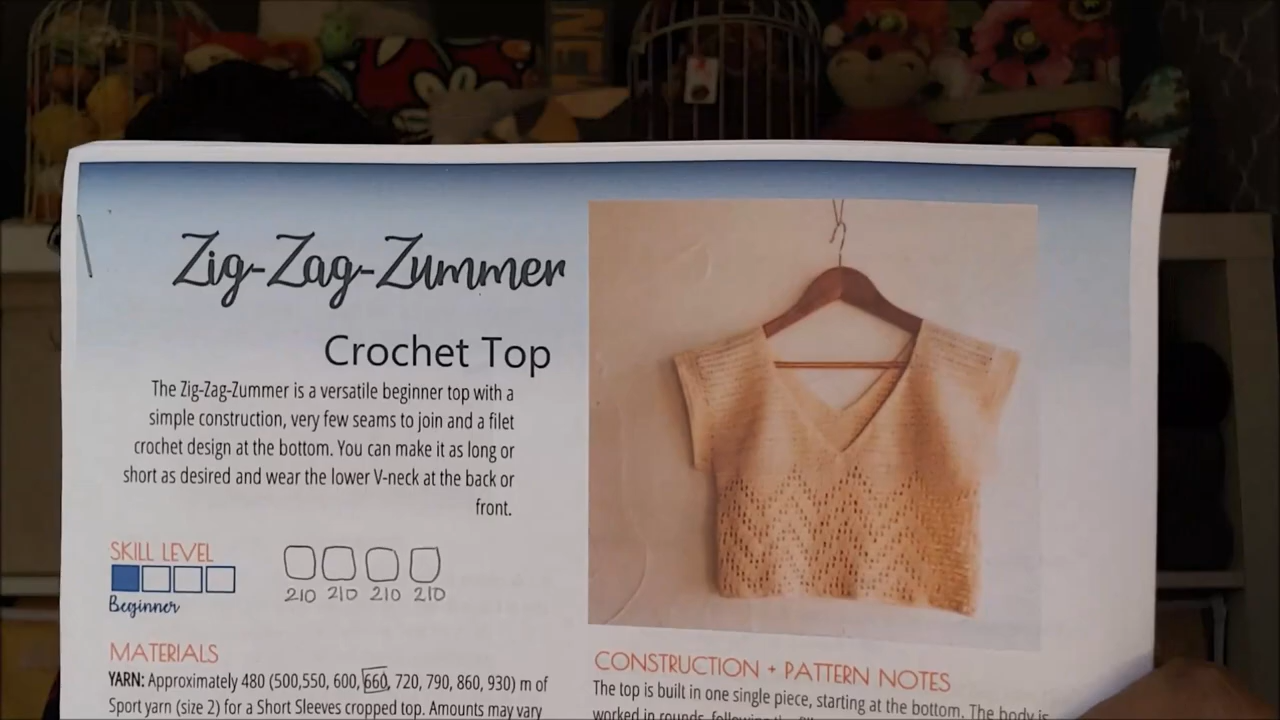 Zig-Zag-Zummer
Crochet Top
The Zig-Zag-Zummer is a versatile beginner top with a
simple construction, very few seams to join and a filet
crochet design at the bottom. You can make it as long or
short as desired and wear the lower V-neck at the back or
front.
SKILL LEVEL
Beginner
210 210 210 210
MATERIALS
YARN: Approximately 480 (500,550, 600, 660, 720, 790, 860, 930) m of
Sport yarn (size 2) for a Short Sleeves cropped top. Amounts may vary
CONSTRUCTION + PATTERN NOTES
The top is built in one single piece, starting at the bottom. The body is
worked in rounds, following the